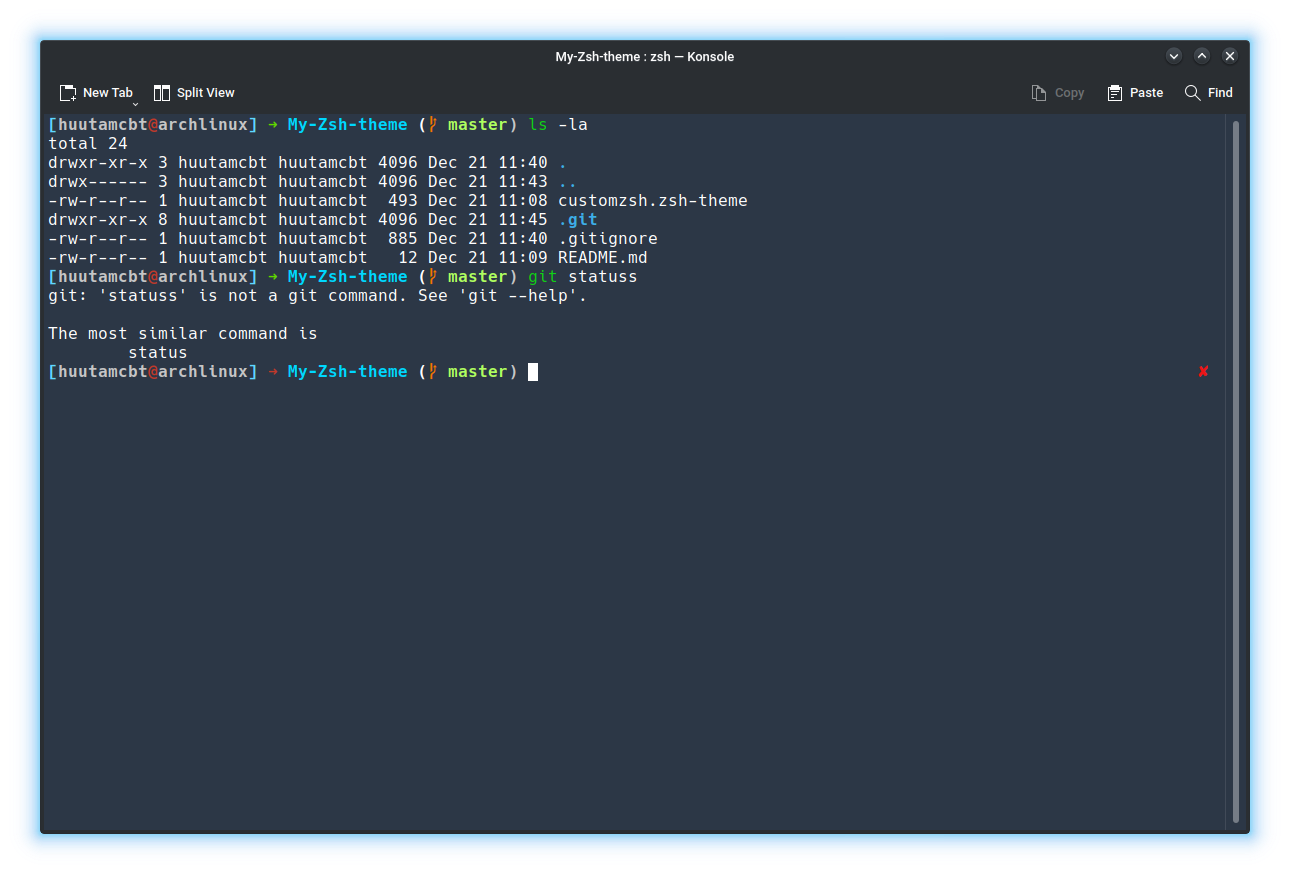 My-Zsh-theme : zsh — Konsole
New Tab Split View Copy Paste Find
[huutamcbt@archlinux] ➜ My-Zsh-theme (ᚶ master) ls -la
total 24
drwxr-xr-x 3 huutamcbt huutamcbt 4096 Dec 21 11:40 .
drwx------ 3 huutamcbt huutamcbt 4096 Dec 21 11:43 ..
-rw-r--r-- 1 huutamcbt huutamcbt  493 Dec 21 11:08 customzsh.zsh-theme
drwxr-xr-x 8 huutamcbt huutamcbt 4096 Dec 21 11:45 .git
-rw-r--r-- 1 huutamcbt huutamcbt  885 Dec 21 11:40 .gitignore
-rw-r--r-- 1 huutamcbt huutamcbt   12 Dec 21 11:09 README.md
[huutamcbt@archlinux] ➜ My-Zsh-theme (ᚶ master) git statuss
git: 'statuss' is not a git command. See 'git --help'.

The most similar command is
        status
[huutamcbt@archlinux] ➜ My-Zsh-theme (ᚶ master) ✘